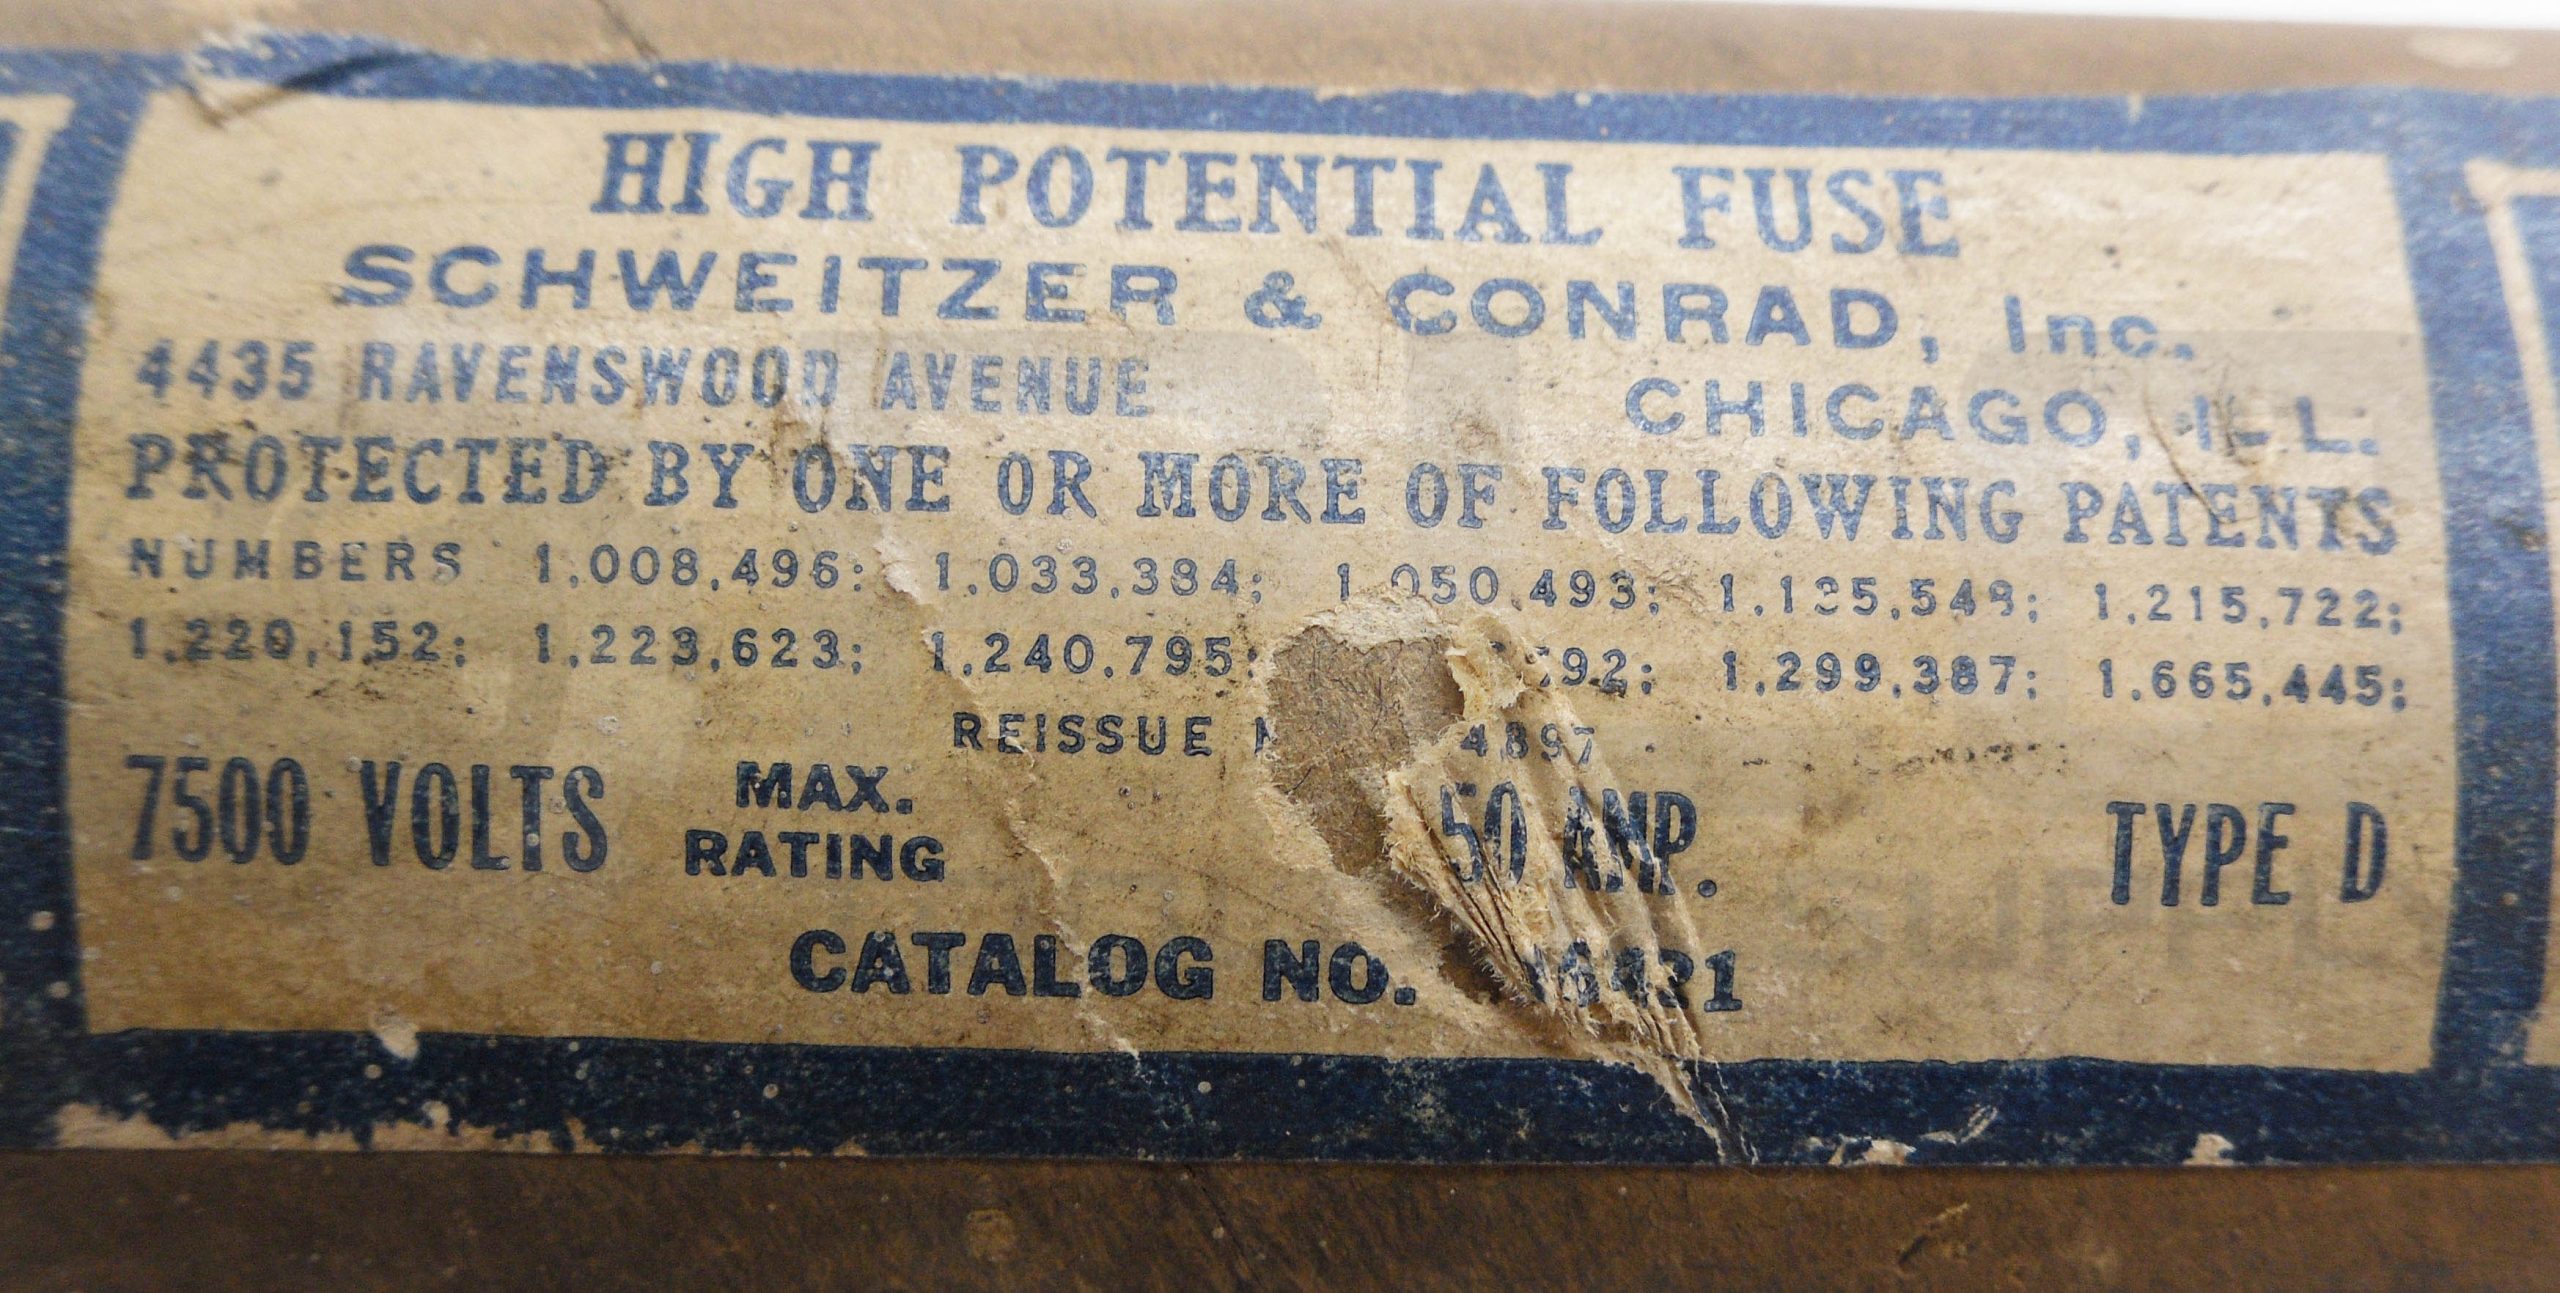 HIGH POTENTIAL FUSE
SCHWEITZER & CONRAD, Inc.
4435 RAVENSWOOD AVENUE CHICAGO, ILL.
PROTECTED BY ONE OR MORE OF FOLLOWING PATENTS
NUMBERS 1,008,496; 1,033,384; 1,050,493; 1,215,722;
1,220,152; 1,223,623; 1,240,795; 1,299,387; 1,665,445;
REISSUE
7500 VOLTS MAX. RATING 50 AMP. TYPE D
CATALOG NO.